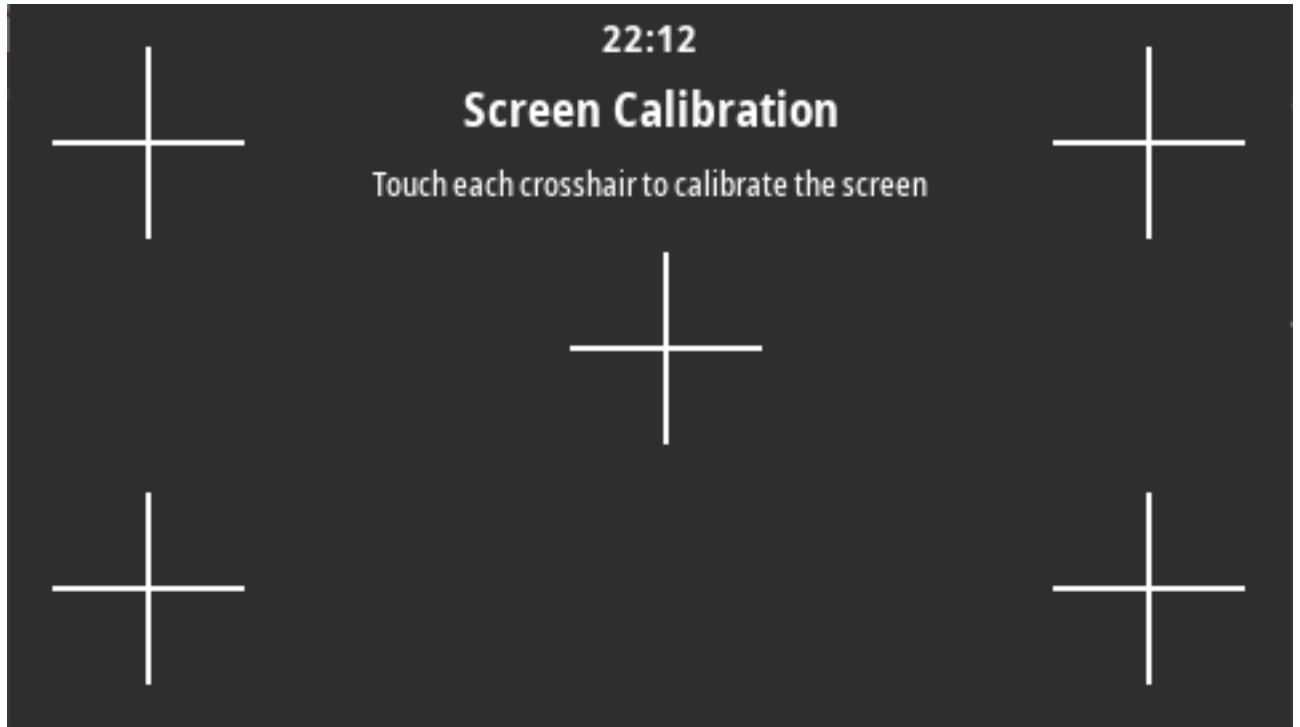 22:12
Screen Calibration
Touch each crosshair to calibrate the screen